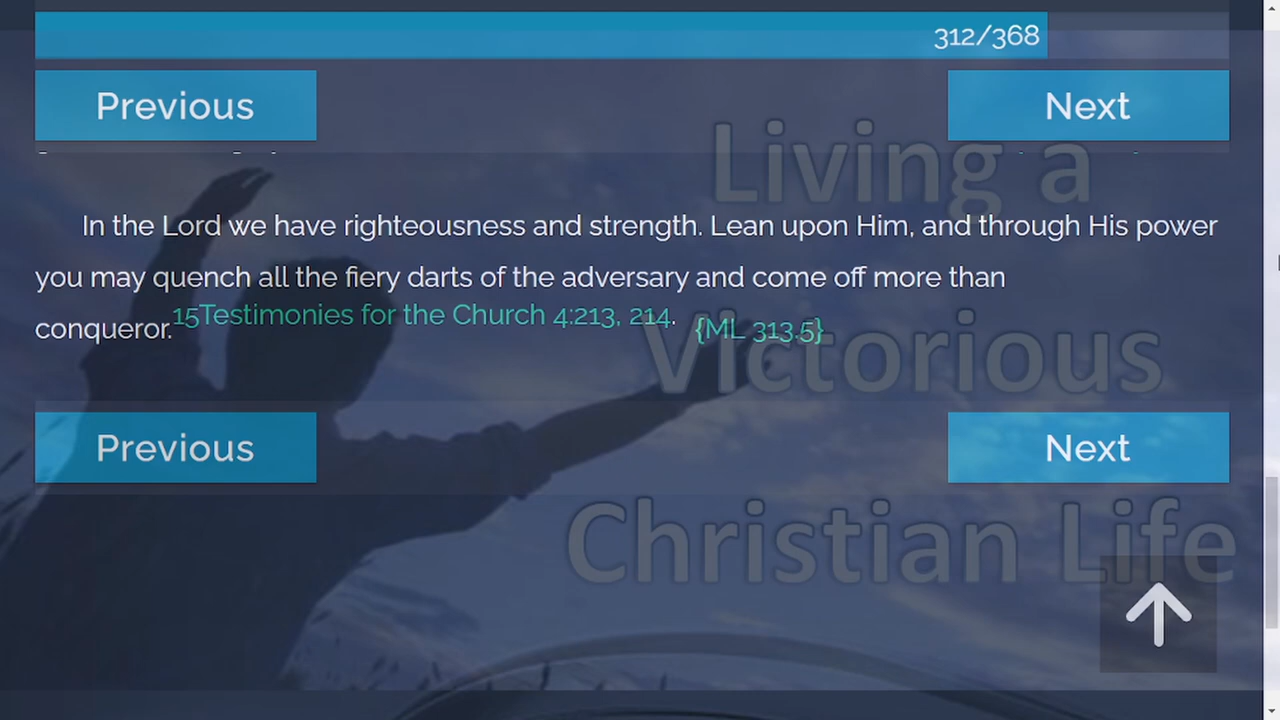 312/368
Previous
Next
Living a
In the Lord we have righteousness and strength. Lean upon Him, and through His power
you may quench all the fiery darts of the adversary and come off more than
conqueror.15Testimonies for the Church 4:213, 214. {ML 313.5}
Victorious
Previous
Next
Christian Life